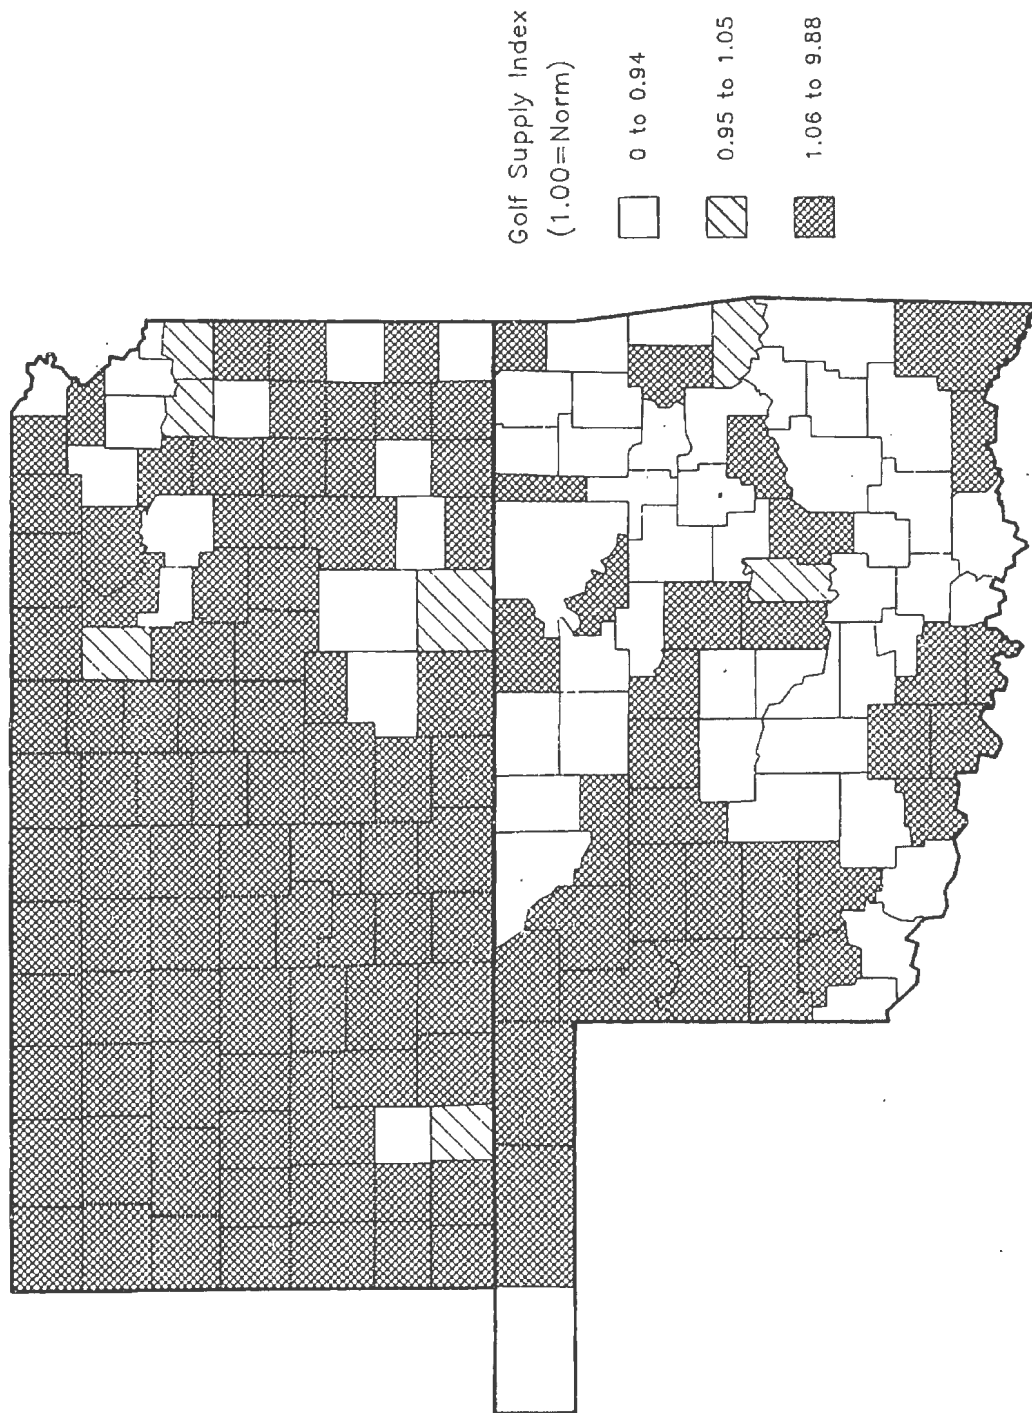 Golf Supply Index
(1.00=Norm)
0 to 0.94
0.95 to 1.05
1.06 to 9.88